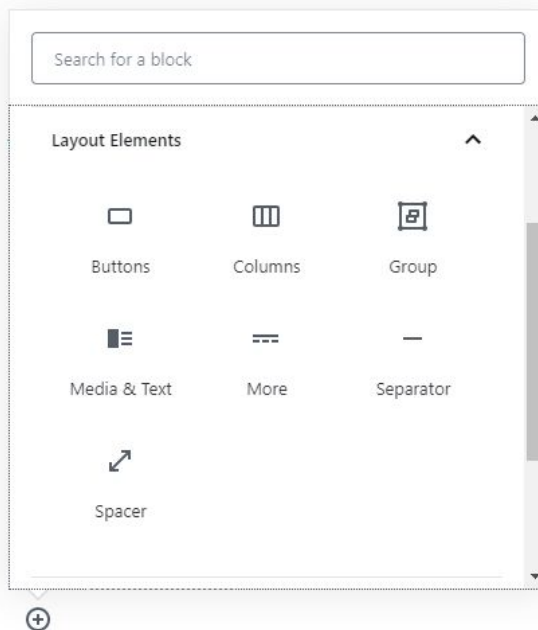 Search for a block
Layout Elements
Buttons
Columns
Group
Media & Text
More
Separator
Spacer